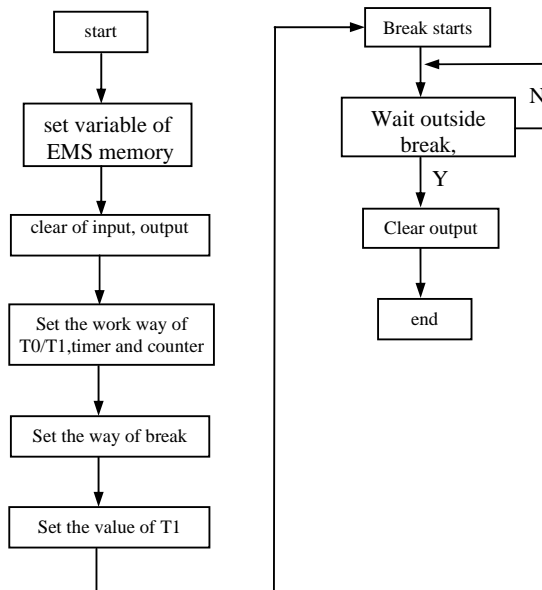 start
set variable of
EMS memory
clear of input, output
Set the work way of
T0/T1,timer and counter
Set the way of break
Set the value of T1
Break starts
N
Wait outside
break,
Y
Clear output
end